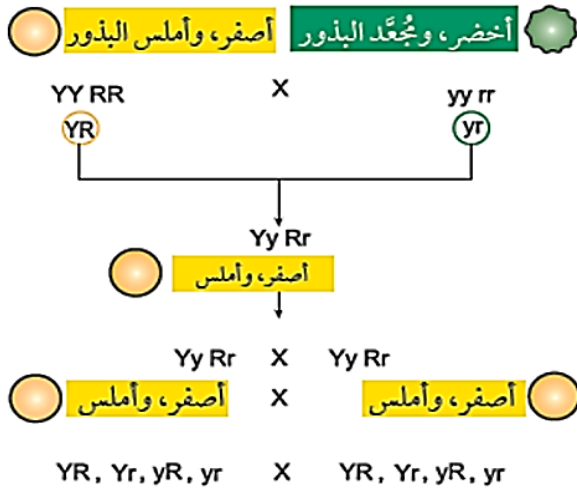 أصفر، وأملس البذور أخضر، ومُجعَّد البذور
YY RR X yy rr
YR yr
Yy Rr
أصفر، وأملس
Yy Rr X Yy Rr
أصفر، وأملس X أصفر، وأملس
YR, Yr, yR, yr X YR, Yr, yR, yr